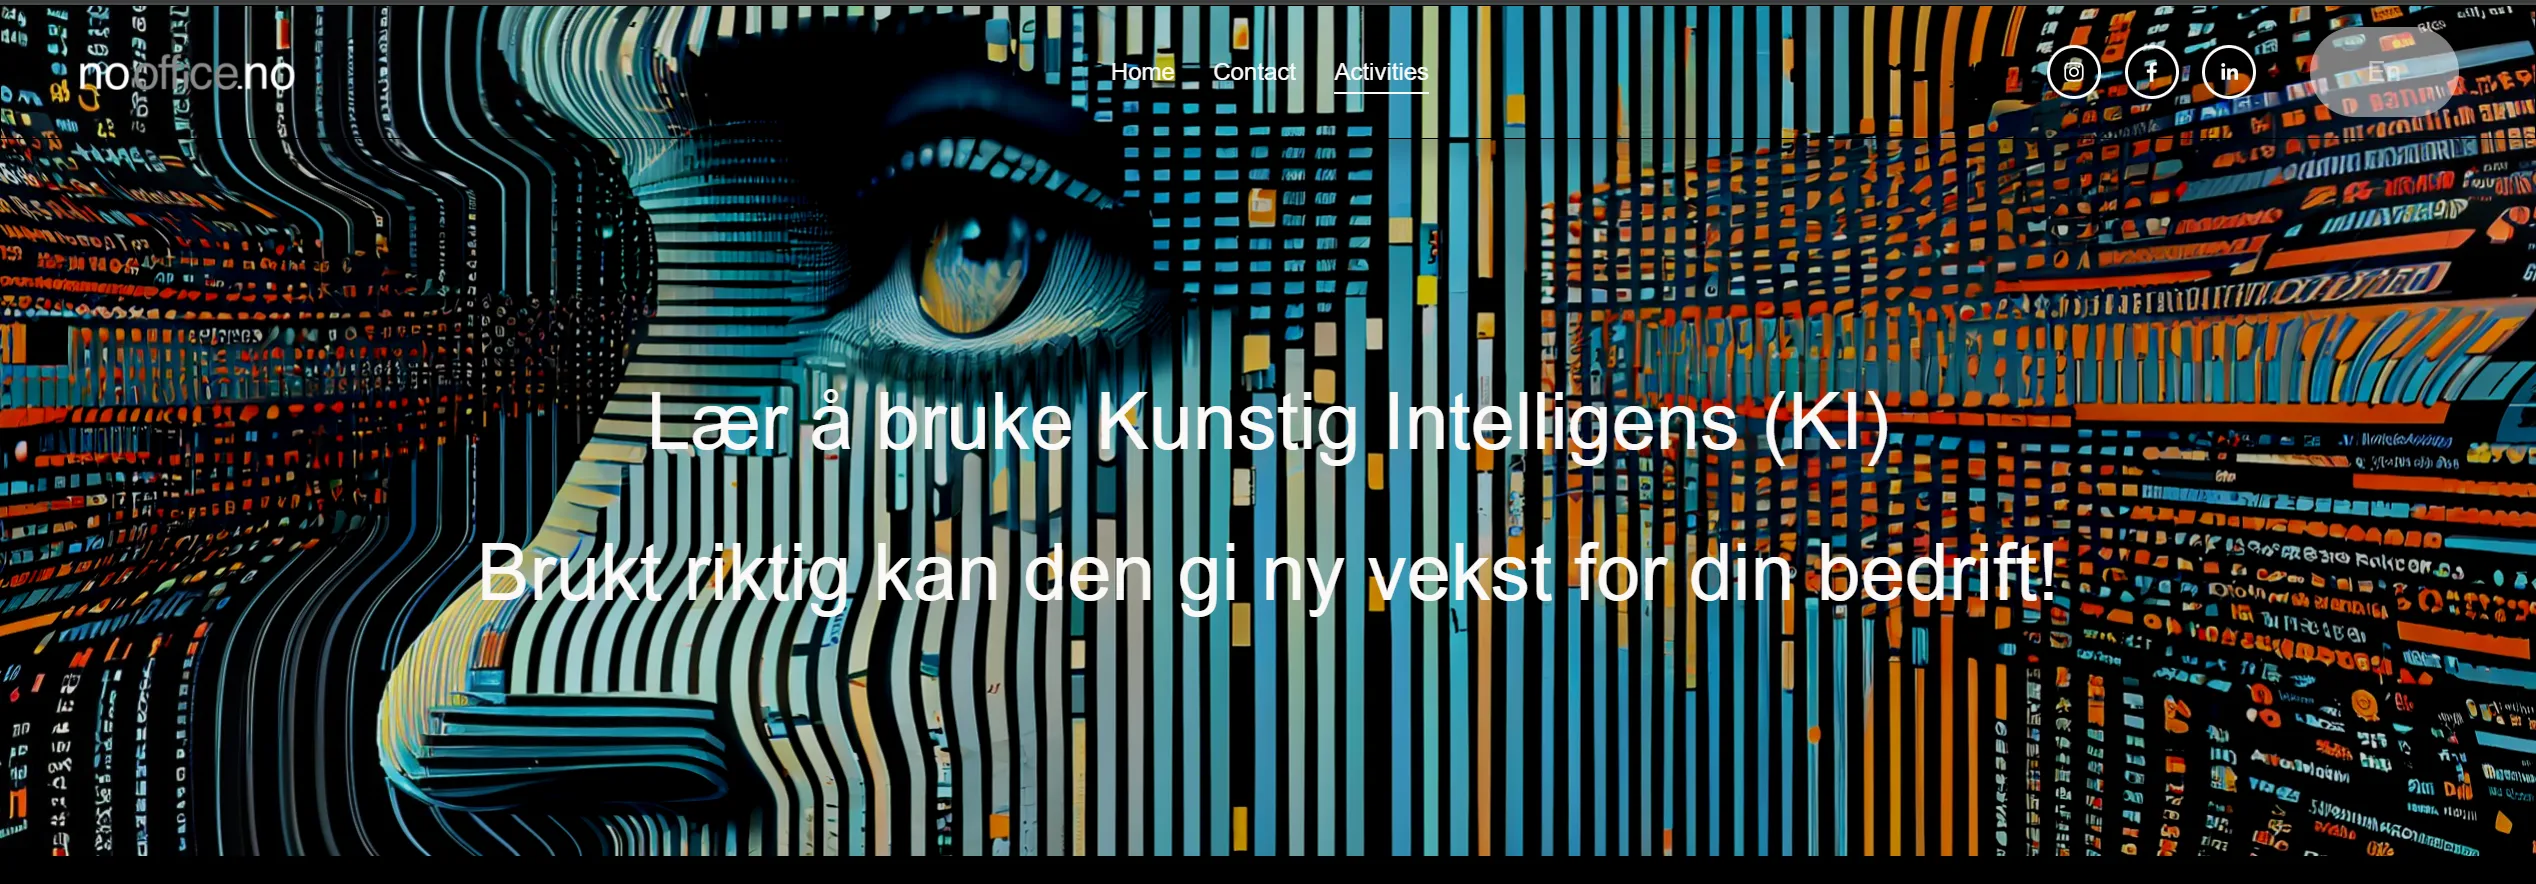 nooffice.no
Home Contact Activities
En
Lær å bruke Kunstig Intelligens (KI)
Brukt riktig kan den gi ny vekst for din bedrift!